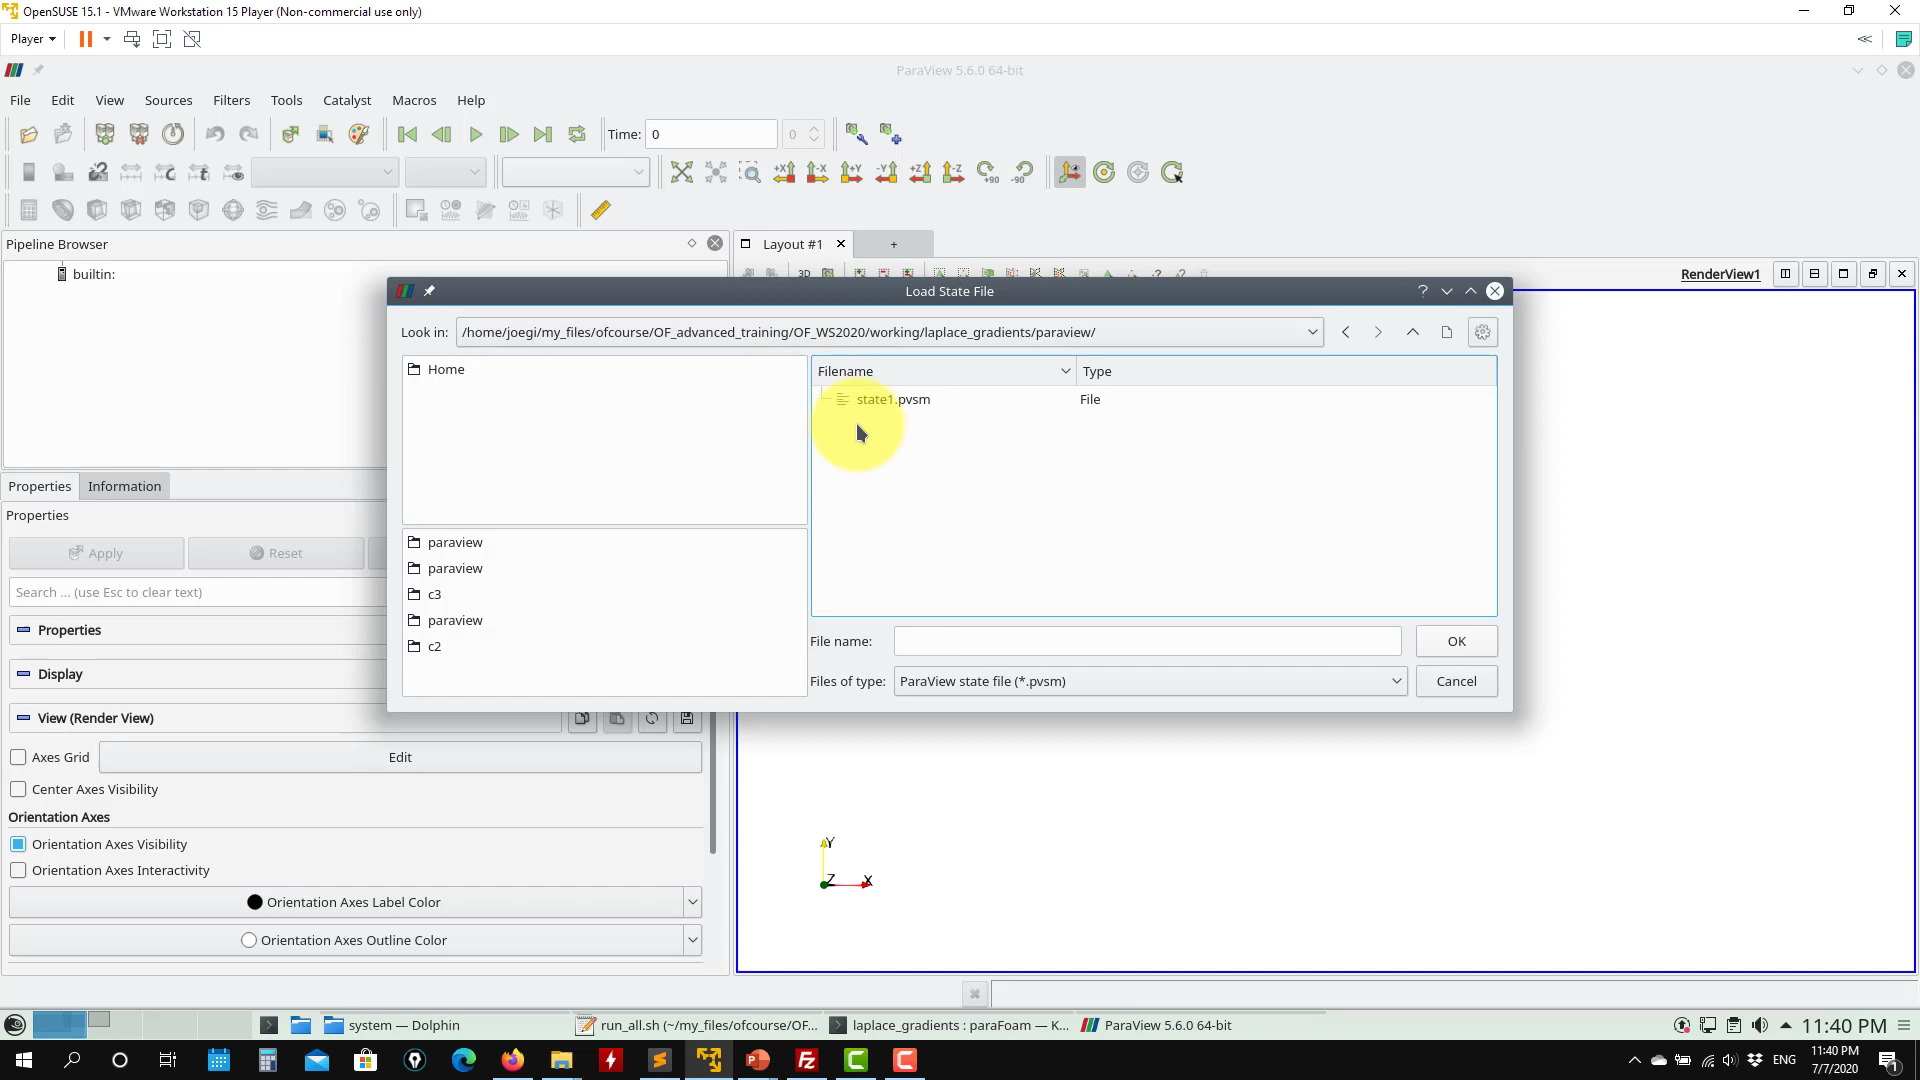 OpenSUSE 15.1 - VMware Workstation 15 Player (Non-commercial use only)
Player
ParaView 5.6.0 64-bit
File Edit View Sources Filters Tools Catalyst Macros Help
Time: 0 0
+X -X +Y -Y +Z -Z +90 -90
Pipeline Browser
Layout #1 +
builtin:
3D
RenderView1
Load State File
Look in: /home/joegi/my_files/ofcourse/OF_advanced_training/OF_WS2020/working/laplace_gradients/paraview/
Home
Filename Type
state1.pvsm File
Properties Information
Properties
Apply Reset
paraview
paraview
c3
paraview
c2
Search ... (use Esc to clear text)
Properties
File name: OK
Display
Files of type: ParaView state file (*.pvsm) Cancel
View (Render View)
Axes Grid Edit
Center Axes Visibility
Orientation Axes
Orientation Axes Visibility
Orientation Axes Interactivity
Orientation Axes Label Color
Orientation Axes Outline Color
Y
Z X
system — Dolphin run_all.sh (~/my_files/ofcourse/OF... laplace_gradients : paraFoam — K... ParaView 5.6.0 64-bit 11:40 PM
ENG 11:40 PM
7/7/2020 1